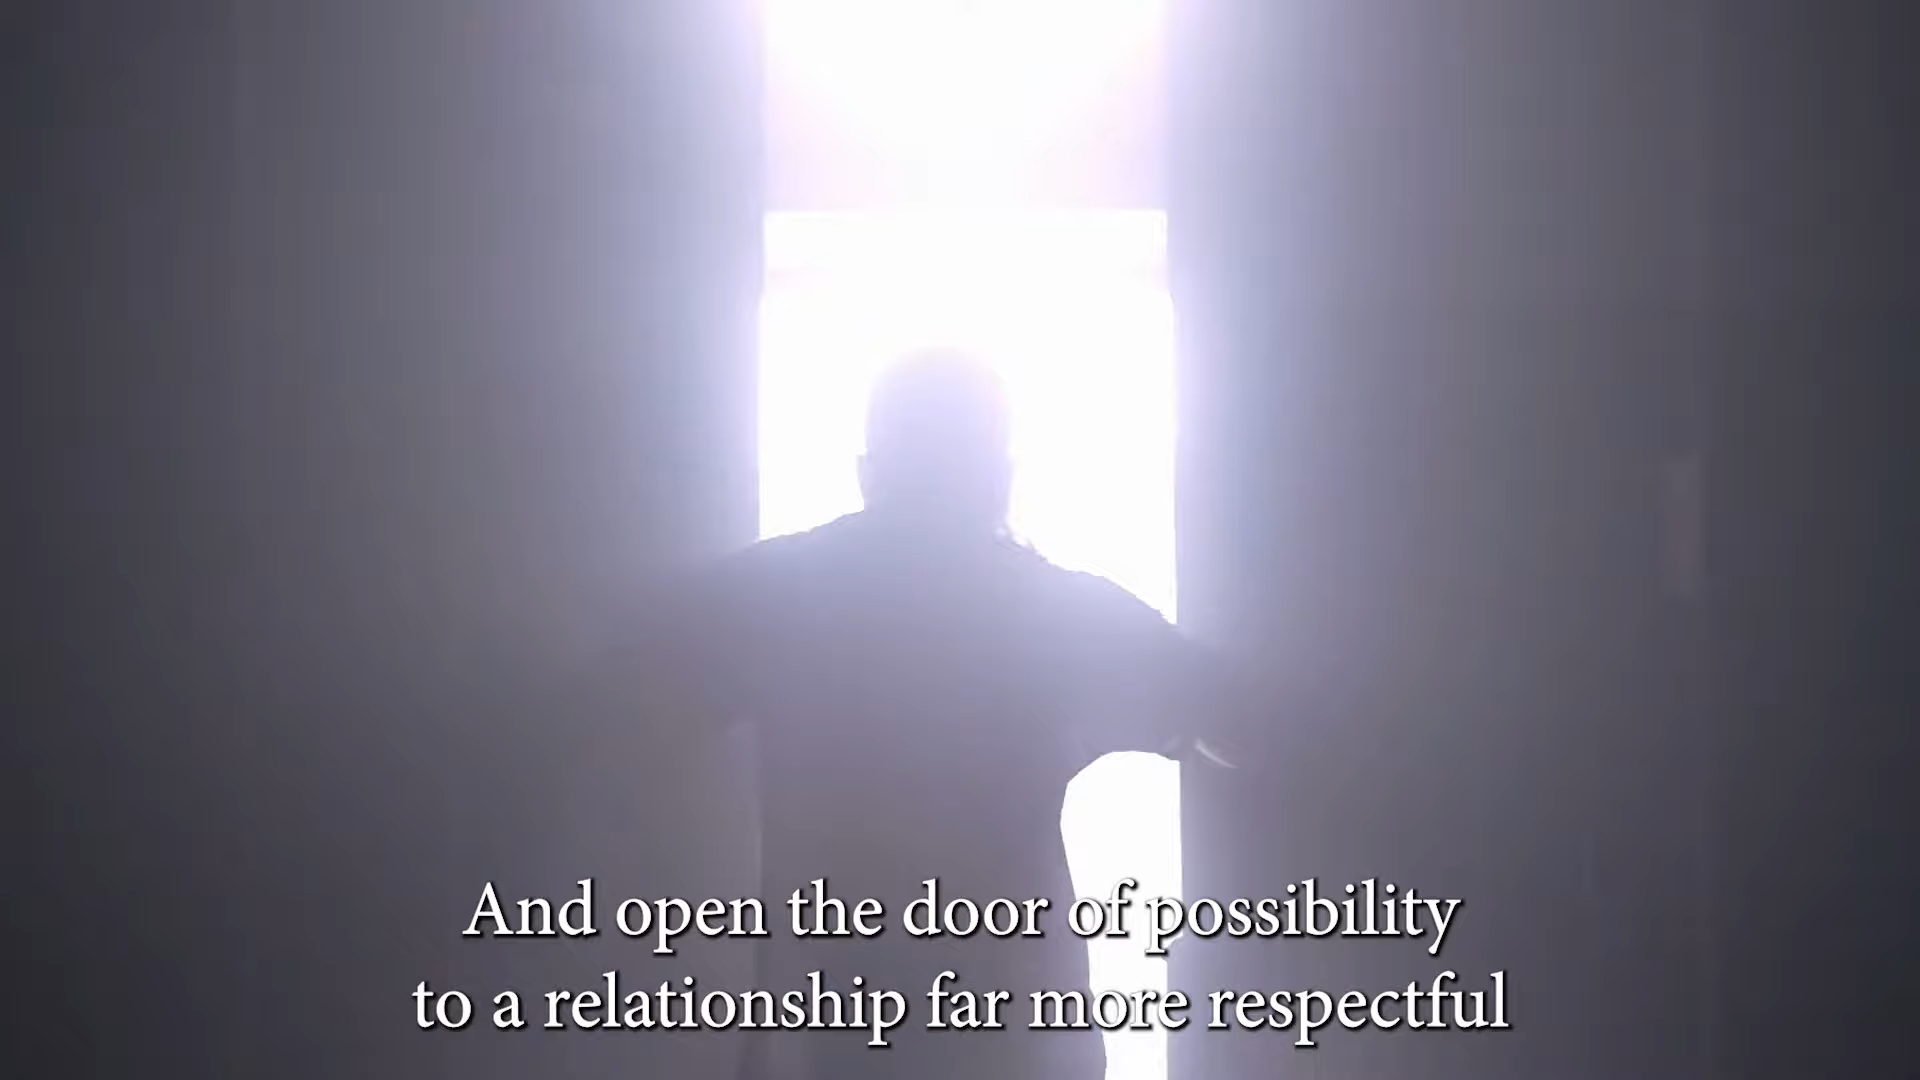 And open the door of possibility
to a relationship far more respectful